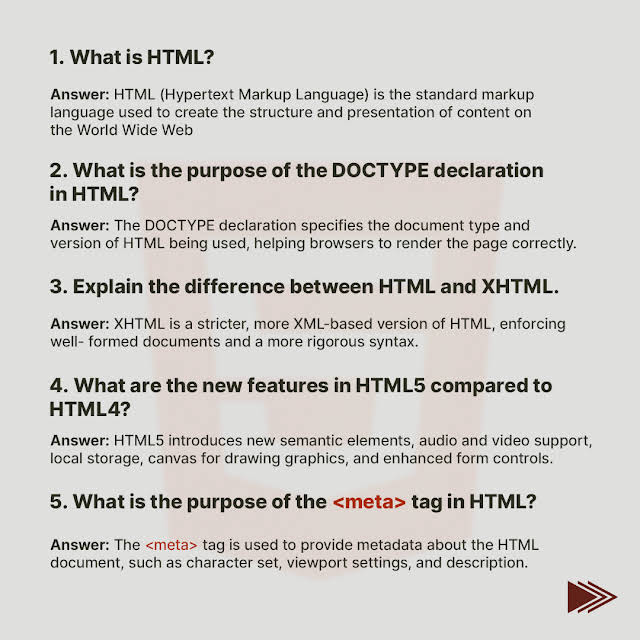 1. What is HTML?
Answer: HTML (Hypertext Markup Language) is the standard markup
language used to create the structure and presentation of content on
the World Wide Web
2. What is the purpose of the DOCTYPE declaration
in HTML?
Answer: The DOCTYPE declaration specifies the document type and
version of HTML being used, helping browsers to render the page correctly.
3. Explain the difference between HTML and XHTML.
Answer: XHTML is a stricter, more XML-based version of HTML, enforcing
well- formed documents and a more rigorous syntax.
4. What are the new features in HTML5 compared to
HTML4?
Answer: HTML5 introduces new semantic elements, audio and video support,
local storage, canvas for drawing graphics, and enhanced form controls.
5. What is the purpose of the <meta> tag in HTML?
Answer: The <meta> tag is used to provide metadata about the HTML
document, such as character set, viewport settings, and description.